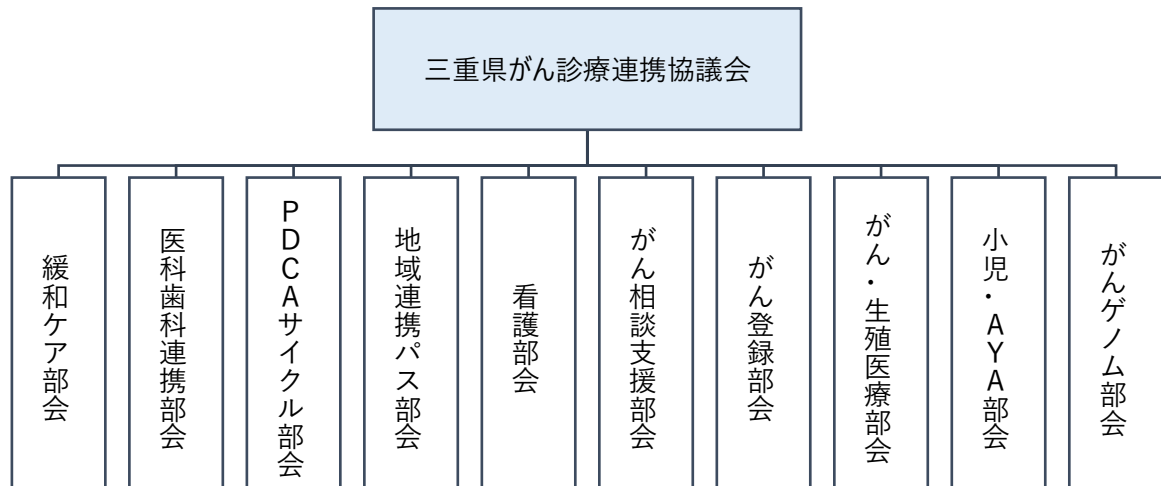 三重県がん診療連携協議会
緩和ケア部会
医科歯科連携部会
PDCAサイクル部会
地域連携パス部会
看護部会
がん相談支援部会
がん登録部会
がん・生殖医療部会
小児・AYA部会
がんゲノム部会